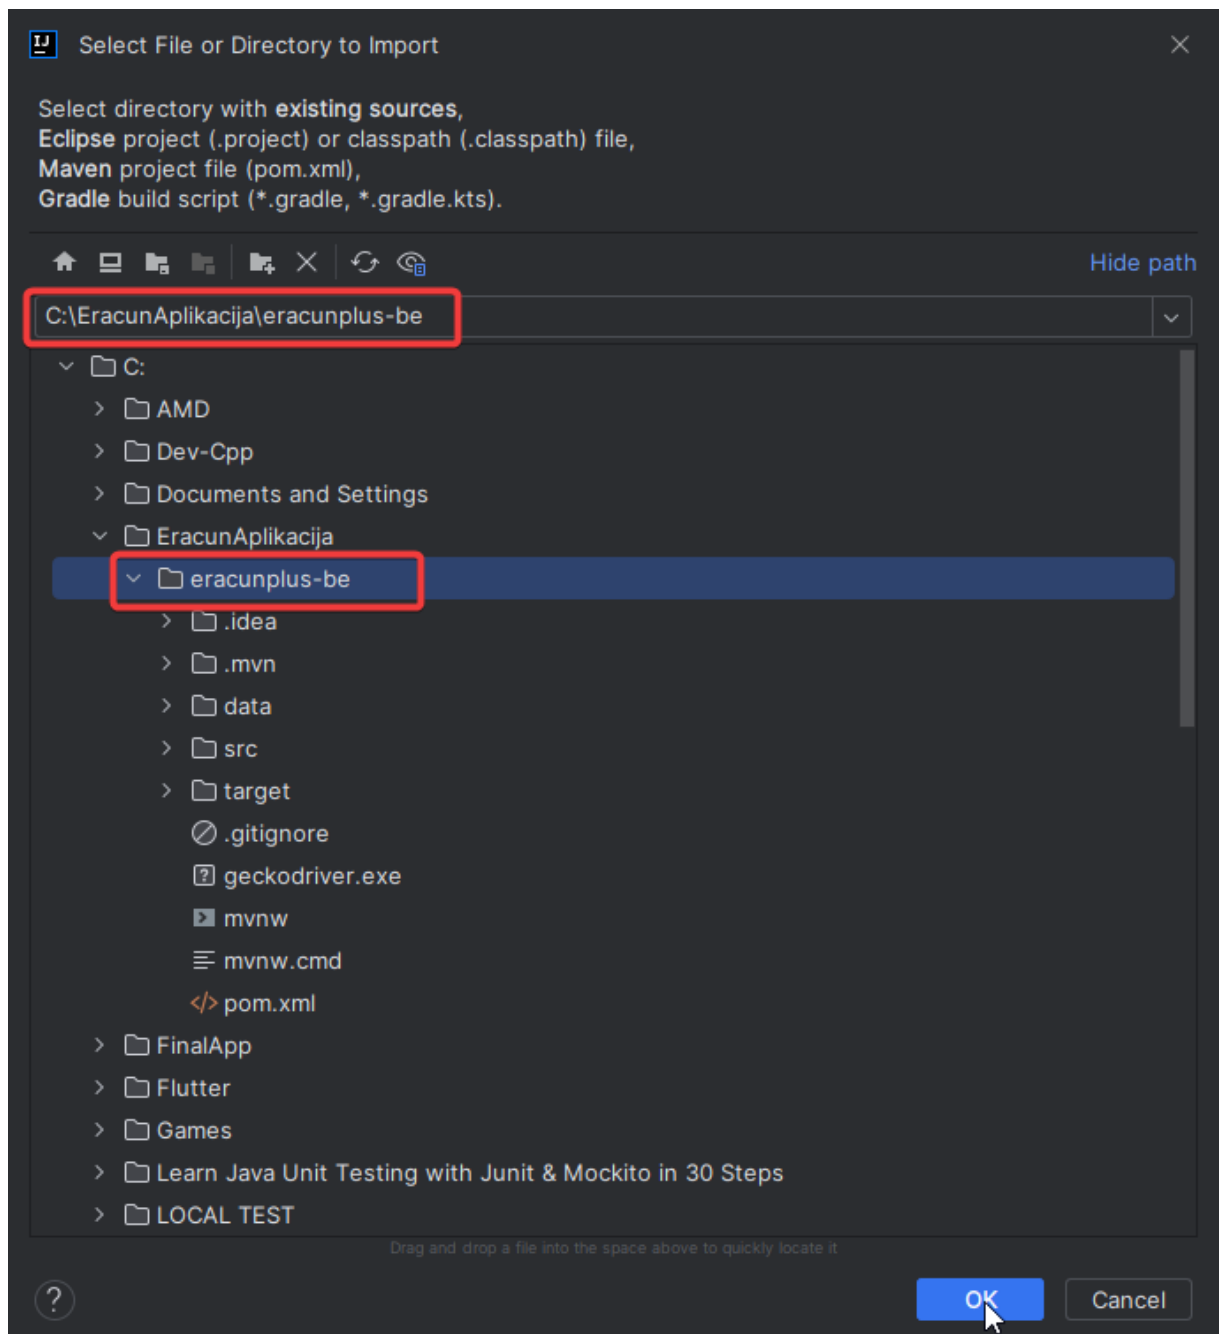 IJ
Select File or Directory to Import
Select directory with existing sources,
Eclipse project (.project) or classpath (.classpath) file,
Maven project file (pom.xml),
Gradle build script (*.gradle, *.gradle.kts).
Hide path
C:\EracunAplikacija\eracunplus-be
C:
AMD
Dev-Cpp
Documents and Settings
EracunAplikacija
eracunplus-be
.idea
.mvn
data
src
target
.gitignore
geckodriver.exe
mvnw
mvnw.cmd
pom.xml
FinalApp
Flutter
Games
Learn Java Unit Testing with Junit & Mockito in 30 Steps
LOCAL TEST
Drag and drop a file into the space above to quickly locate it
?
OK
Cancel